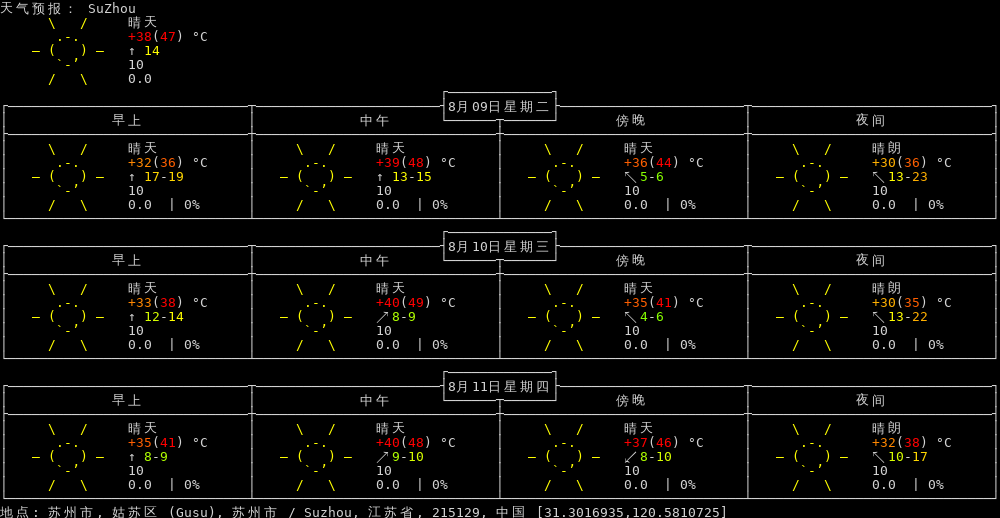 天气预报： SuZhou
晴天
+38(47) °C
↑ 14
10
0.0
8月09日星期二
早上 中午 傍晚 夜间
晴天 晴天 晴天 晴朗
+32(36) °C +39(48) °C +36(44) °C +30(36) °C
↑ 17-19 ↑ 13-15 ↖ 5-6 ↖ 13-23
10 10 10 10
0.0 | 0% 0.0 | 0% 0.0 | 0% 0.0 | 0%
8月10日星期三
早上 中午 傍晚 夜间
晴天 晴天 晴天 晴朗
+33(38) °C +40(49) °C +35(41) °C +30(35) °C
↑ 12-14 ↗ 8-9 ↖ 4-6 ↖ 13-22
10 10 10 10
0.0 | 0% 0.0 | 0% 0.0 | 0% 0.0 | 0%
8月11日星期四
早上 中午 傍晚 夜间
晴天 晴天 晴天 晴朗
+35(41) °C +40(48) °C +37(46) °C +32(38) °C
↑ 8-9 ↗ 9-10 ↙ 8-10 ↖ 10-17
10 10 10 10
0.0 | 0% 0.0 | 0% 0.0 | 0% 0.0 | 0%
地点: 苏州市, 姑苏区 (Gusu), 苏州市 / Suzhou, 江苏省, 215129, 中国 [31.3016935,120.5810725]